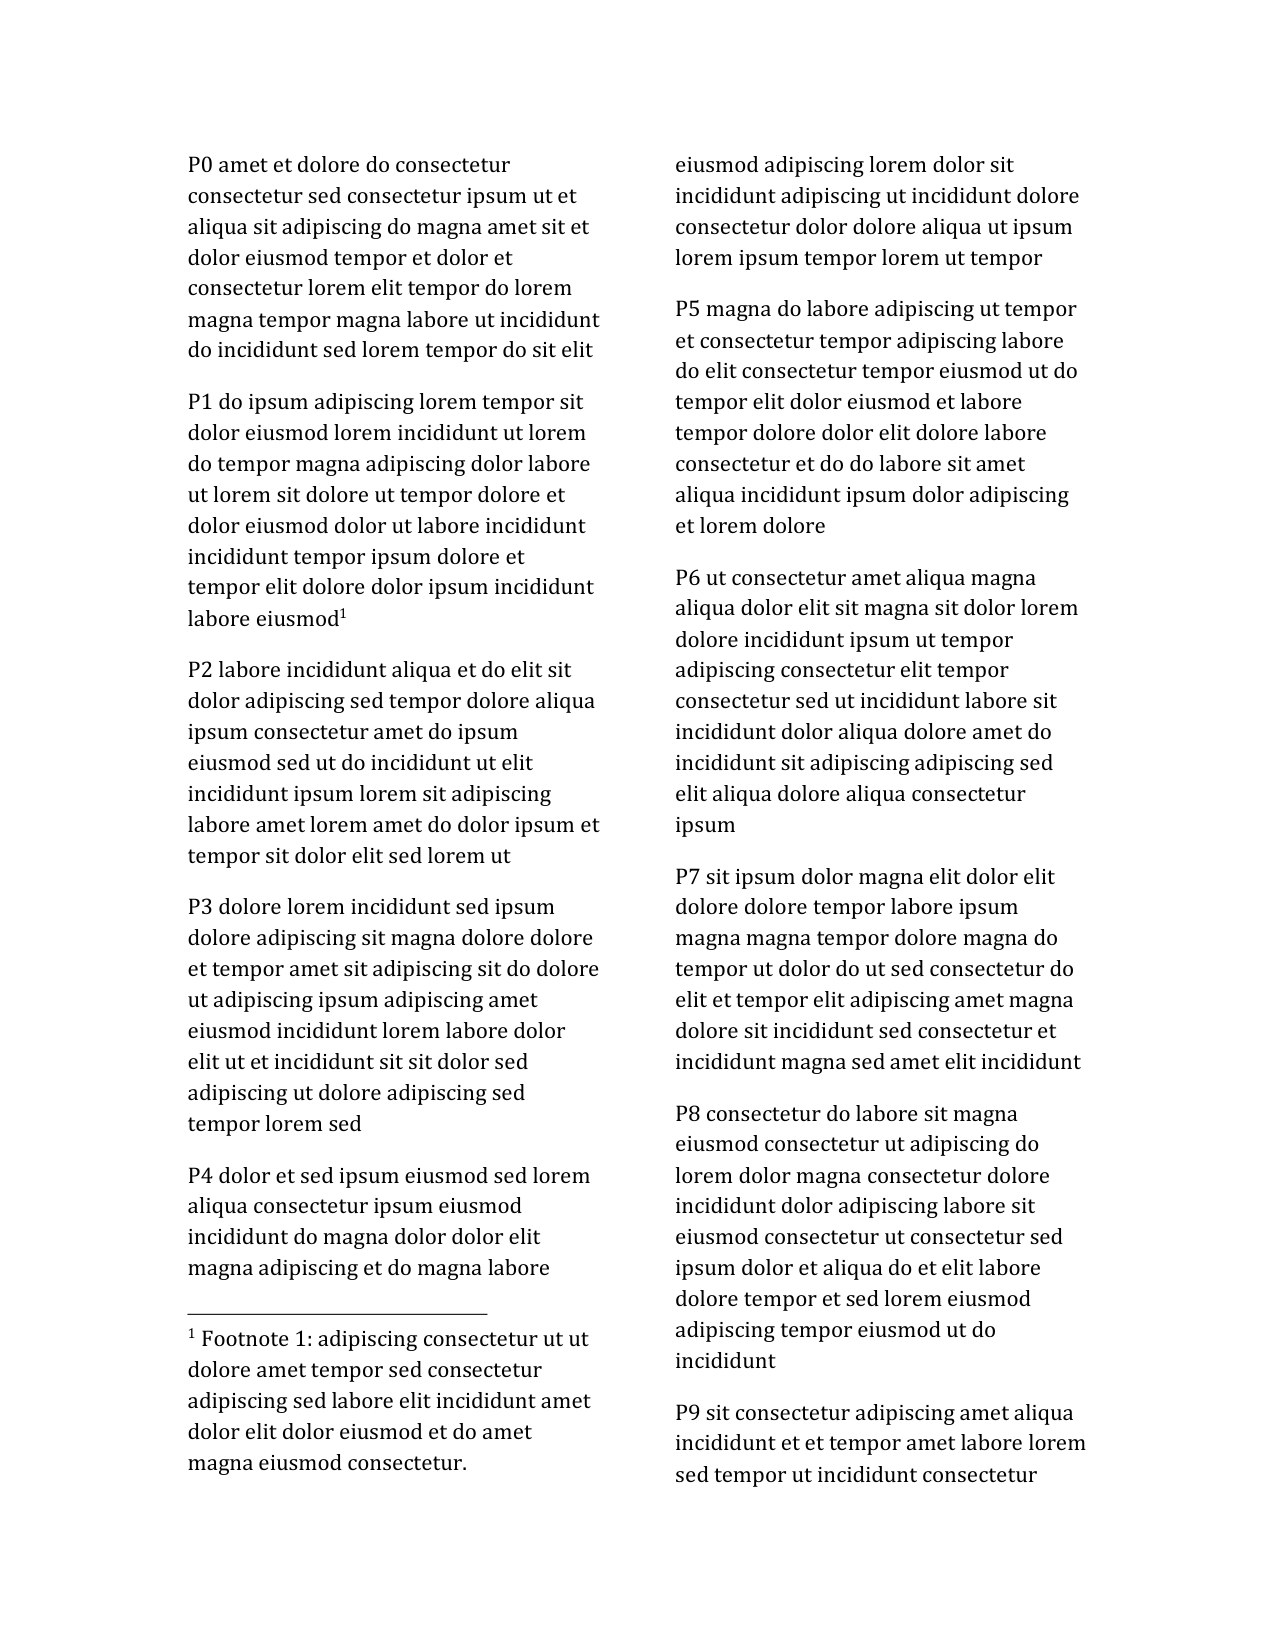 P0 amet et dolore do consectetur
consectetur sed consectetur ipsum ut et
aliqua sit adipiscing do magna amet sit et
dolor eiusmod tempor et dolor et
consectetur lorem elit tempor do lorem
magna tempor magna labore ut incididunt
do incididunt sed lorem tempor do sit elit
P1 do ipsum adipiscing lorem tempor sit
dolor eiusmod lorem incididunt ut lorem
do tempor magna adipiscing dolor labore
ut lorem sit dolore ut tempor dolore et
dolor eiusmod dolor ut labore incididunt
incididunt tempor ipsum dolore et
tempor elit dolore dolor ipsum incididunt
labore eiusmod¹
P2 labore incididunt aliqua et do elit sit
dolor adipiscing sed tempor dolore aliqua
ipsum consectetur amet do ipsum
eiusmod sed ut do incididunt ut elit
incididunt ipsum lorem sit adipiscing
labore amet lorem amet do dolor ipsum et
tempor sit dolor elit sed lorem ut
P3 dolore lorem incididunt sed ipsum
dolore adipiscing sit magna dolore dolore
et tempor amet sit adipiscing sit do dolore
ut adipiscing ipsum adipiscing amet
eiusmod incididunt lorem labore dolor
elit ut et incididunt sit sit dolor sed
adipiscing ut dolore adipiscing sed
tempor lorem sed
P4 dolor et sed ipsum eiusmod sed lorem
aliqua consectetur ipsum eiusmod
incididunt do magna dolor dolor elit
magna adipiscing et do magna labore
¹ Footnote 1: adipiscing consectetur ut ut
dolore amet tempor sed consectetur
adipiscing sed labore elit incididunt amet
dolor elit dolor eiusmod et do amet
magna eiusmod consectetur.
eiusmod adipiscing lorem dolor sit
incididunt adipiscing ut incididunt dolore
consectetur dolor dolore aliqua ut ipsum
lorem ipsum tempor lorem ut tempor
P5 magna do labore adipiscing ut tempor
et consectetur tempor adipiscing labore
do elit consectetur tempor eiusmod ut do
tempor elit dolor eiusmod et labore
tempor dolore dolor elit dolore labore
consectetur et do do labore sit amet
aliqua incididunt ipsum dolor adipiscing
et lorem dolore
P6 ut consectetur amet aliqua magna
aliqua dolor elit sit magna sit dolor lorem
dolore incididunt ipsum ut tempor
adipiscing consectetur elit tempor
consectetur sed ut incididunt labore sit
incididunt dolor aliqua dolore amet do
incididunt sit adipiscing adipiscing sed
elit aliqua dolore aliqua consectetur
ipsum
P7 sit ipsum dolor magna elit dolor elit
dolore dolore tempor labore ipsum
magna magna tempor dolore magna do
tempor ut dolor do ut sed consectetur do
elit et tempor elit adipiscing amet magna
dolore sit incididunt sed consectetur et
incididunt magna sed amet elit incididunt
P8 consectetur do labore sit magna
eiusmod consectetur ut adipiscing do
lorem dolor magna consectetur dolore
incididunt dolor adipiscing labore sit
eiusmod consectetur ut consectetur sed
ipsum dolor et aliqua do et elit labore
dolore tempor et sed lorem eiusmod
adipiscing tempor eiusmod ut do
incididunt
P9 sit consectetur adipiscing amet aliqua
incididunt et et tempor amet labore lorem
sed tempor ut incididunt consectetur